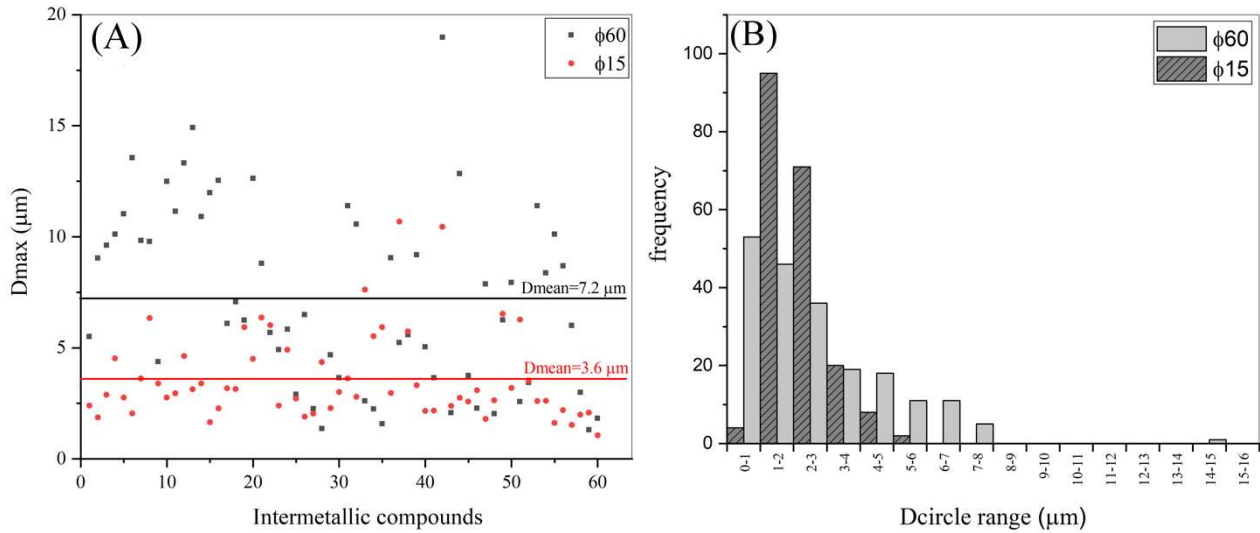 (A)
ϕ60
ϕ15
20
15
10
5
0
Dmax (μm)
Dmean=7.2 μm
Dmean=3.6 μm
0 10 20 30 40 50 60
Intermetallic compounds
(B)
ϕ60
ϕ15
100
80
60
40
20
0
frequency
0-1 1-2 2-3 3-4 4-5 5-6 6-7 7-8 8-9 9-10 10-11 11-12 12-13 13-14 14-15 15-16
Dcircle range (μm)